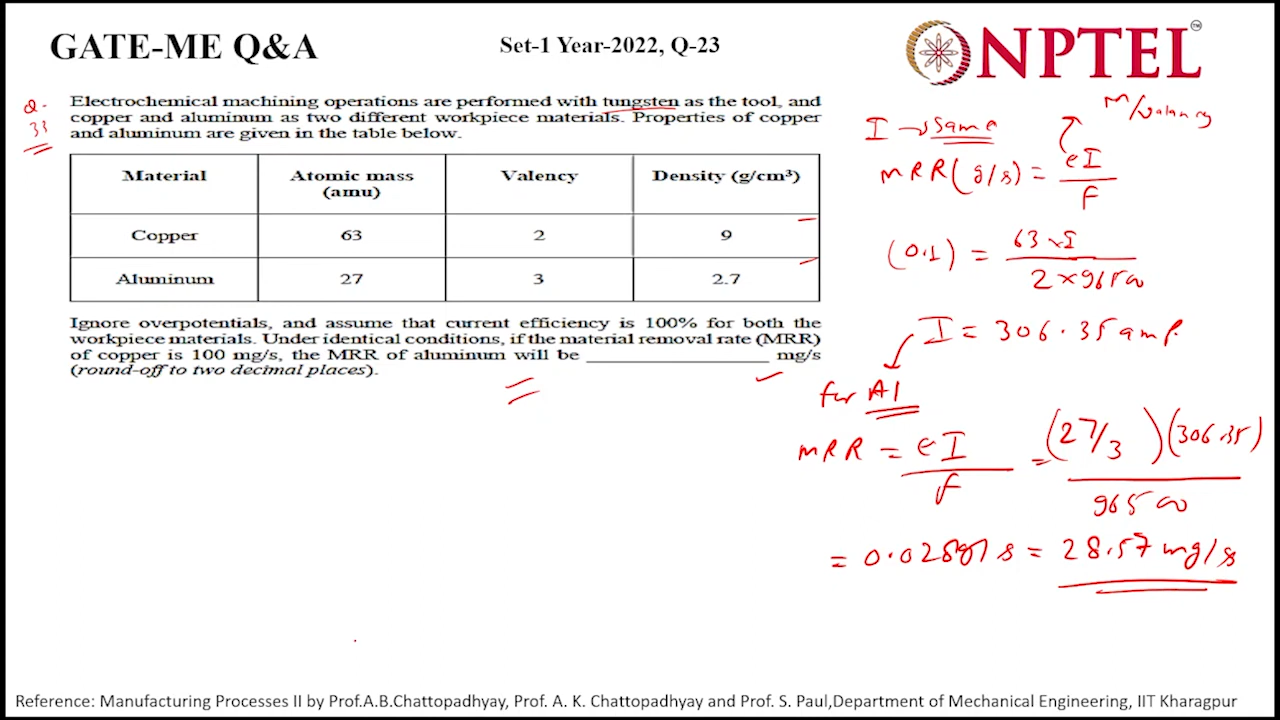 GATE-ME Q&A
Set-1 Year-2022, Q-23
NPTEL
TM
Q-
33
Electrochemical machining operations are performed with tungsten as the tool, and
copper and aluminum as two different workpiece materials. Properties of copper
and aluminum are given in the table below.
Material Atomic mass (amu) Valency Density (g/cm³)
Copper 63 2 9
Aluminum 27 3 2.7
Ignore overpotentials, and assume that current efficiency is 100% for both the
workpiece materials. Under identical conditions, if the material removal rate (MRR)
of copper is 100 mg/s, the MRR of aluminum will be ____________________ mg/s
(round-off to two decimal places).
M/valancy
I → Same
MRR(g/s) = eI/F
(0.1) = 63×I / 2×96500
I = 306.35 amp.
for Al
MRR = eI/F = (27/3)(306.35) / 96500
= 0.028g/s = 28.57 mg/s
Reference: Manufacturing Processes II by Prof.A.B.Chattopadhyay, Prof. A. K. Chattopadhyay and Prof. S. Paul,Department of Mechanical Engineering, IIT Kharagpur